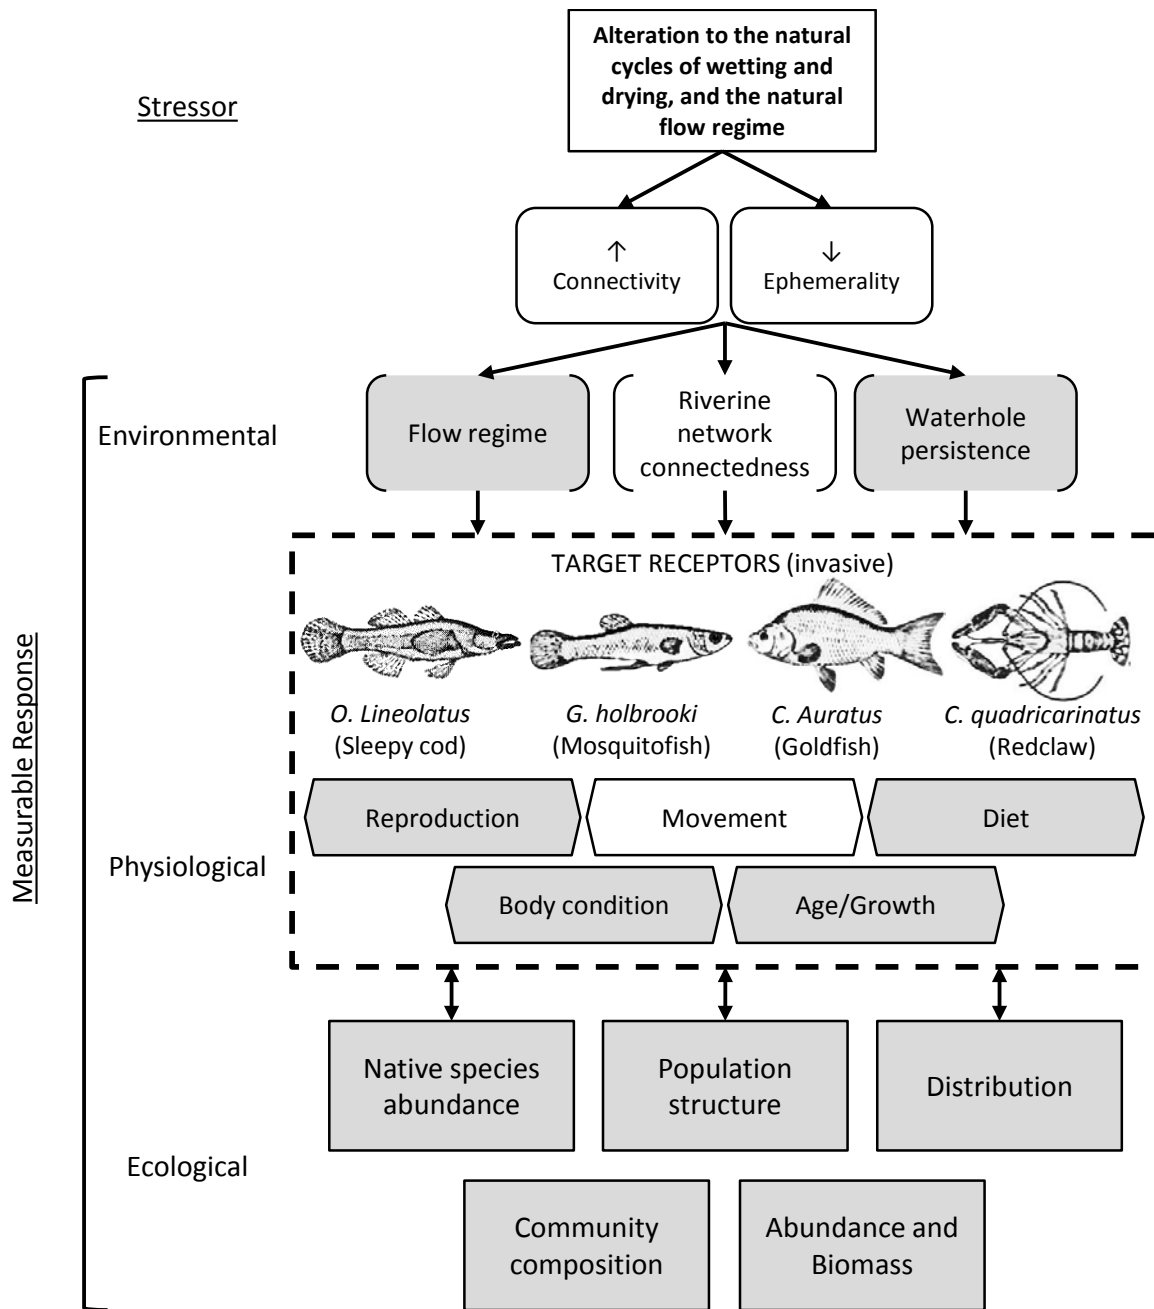 Alteration to the natural
cycles of wetting and
drying, and the natural
flow regime
Stressor
↑
Connectivity
↓
Ephemerality
Environmental
Flow regime
Riverine
network
connectedness
Waterhole
persistence
TARGET RECEPTORS (invasive)
O. Lineolatus
(Sleepy cod)
G. holbrooki
(Mosquitofish)
C. Auratus
(Goldfish)
C. quadricarinatus
(Redclaw)
Measurable Response
Physiological
Reproduction
Movement
Diet
Body condition
Age/Growth
Ecological
Native species
abundance
Population
structure
Distribution
Community
composition
Abundance and
Biomass